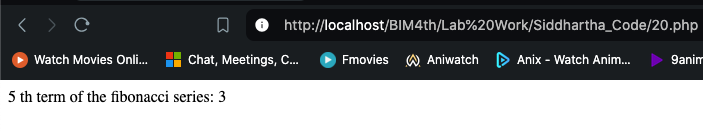 http://localhost/BIM4th/Lab%20Work/Siddhartha_Code/20.php
Watch Movies Onli... Chat, Meetings, C... Fmovies Aniwatch Anix - Watch Anim... 9anim
5 th term of the fibonacci series: 3